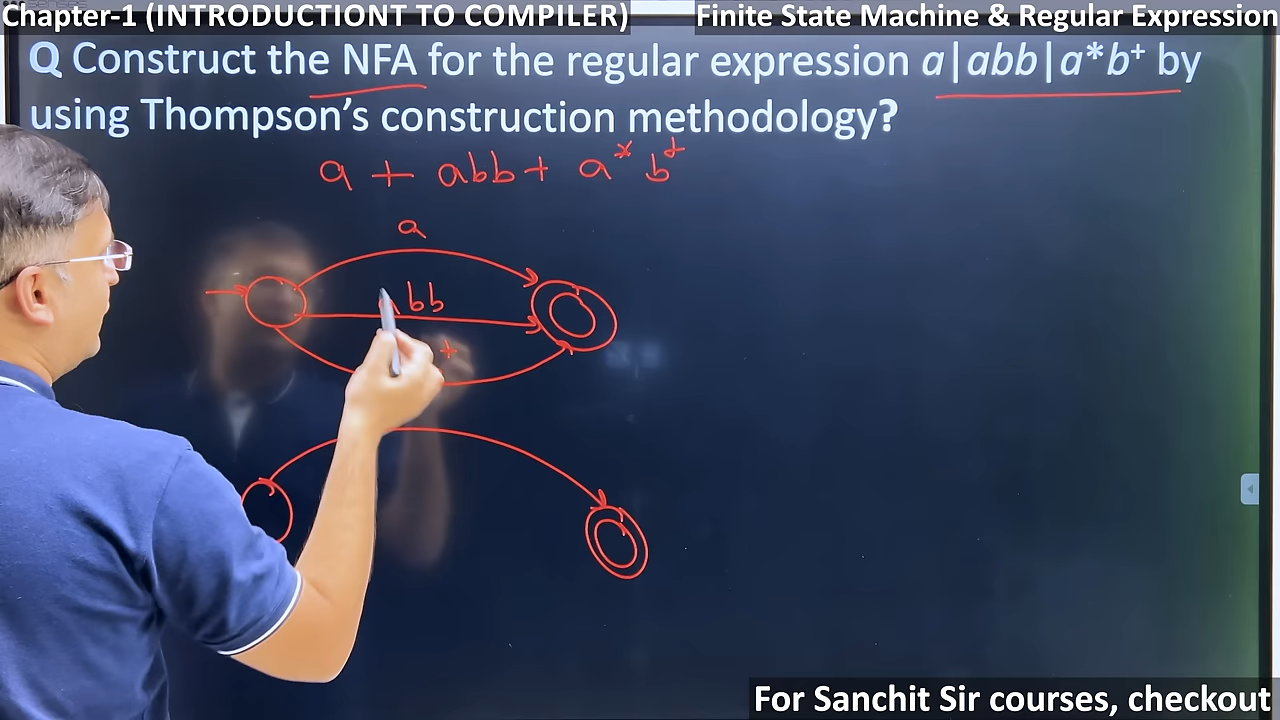 Chapter-1 (INTRODUCTIONT TO COMPILER) Finite State Machine & Regular Expression
Q Construct the NFA for the regular expression a|abb|a*b⁺ by
using Thompson’s construction methodology?
a + abb + a* b⁺
a
bb
+
For Sanchit Sir courses, checkout